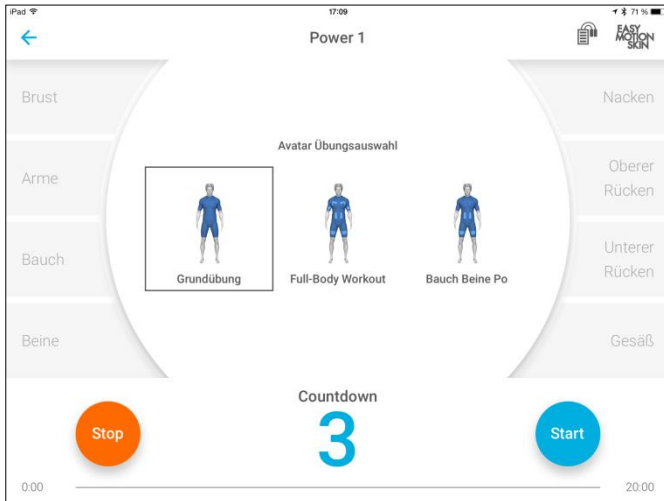 iPad 17:09 71 %
Power 1
EASY
MOTION
SKIN
Brust
Nacken
Avatar Übungsauswahl
Arme
Oberer
Rücken
Grundübung Full-Body Workout Bauch Beine Po
Bauch
Unterer
Rücken
Beine
Gesäß
Countdown
Stop
3
Start
0:00
20:00